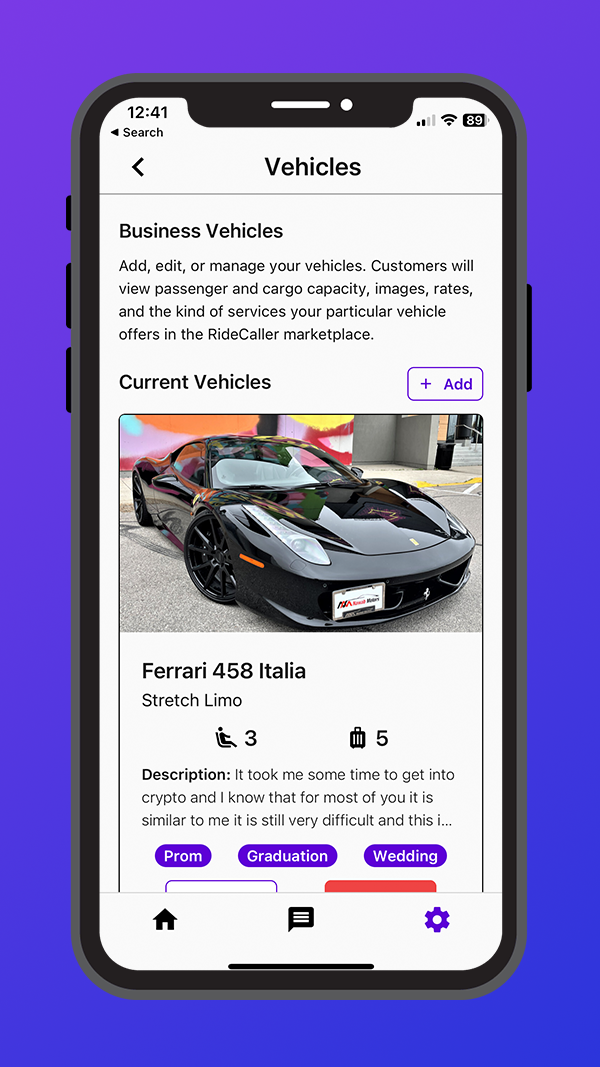 12:41
◀ Search
89
Vehicles
Business Vehicles
Add, edit, or manage your vehicles. Customers will
view passenger and cargo capacity, images, rates,
and the kind of services your particular vehicle
offers in the RideCaller marketplace.
Current Vehicles
+ Add
Ferrari 458 Italia
Stretch Limo
3
5
Description: It took me some time to get into
crypto and I know that for most of you it is
similar to me it is still very difficult and this i...
Prom
Graduation
Wedding